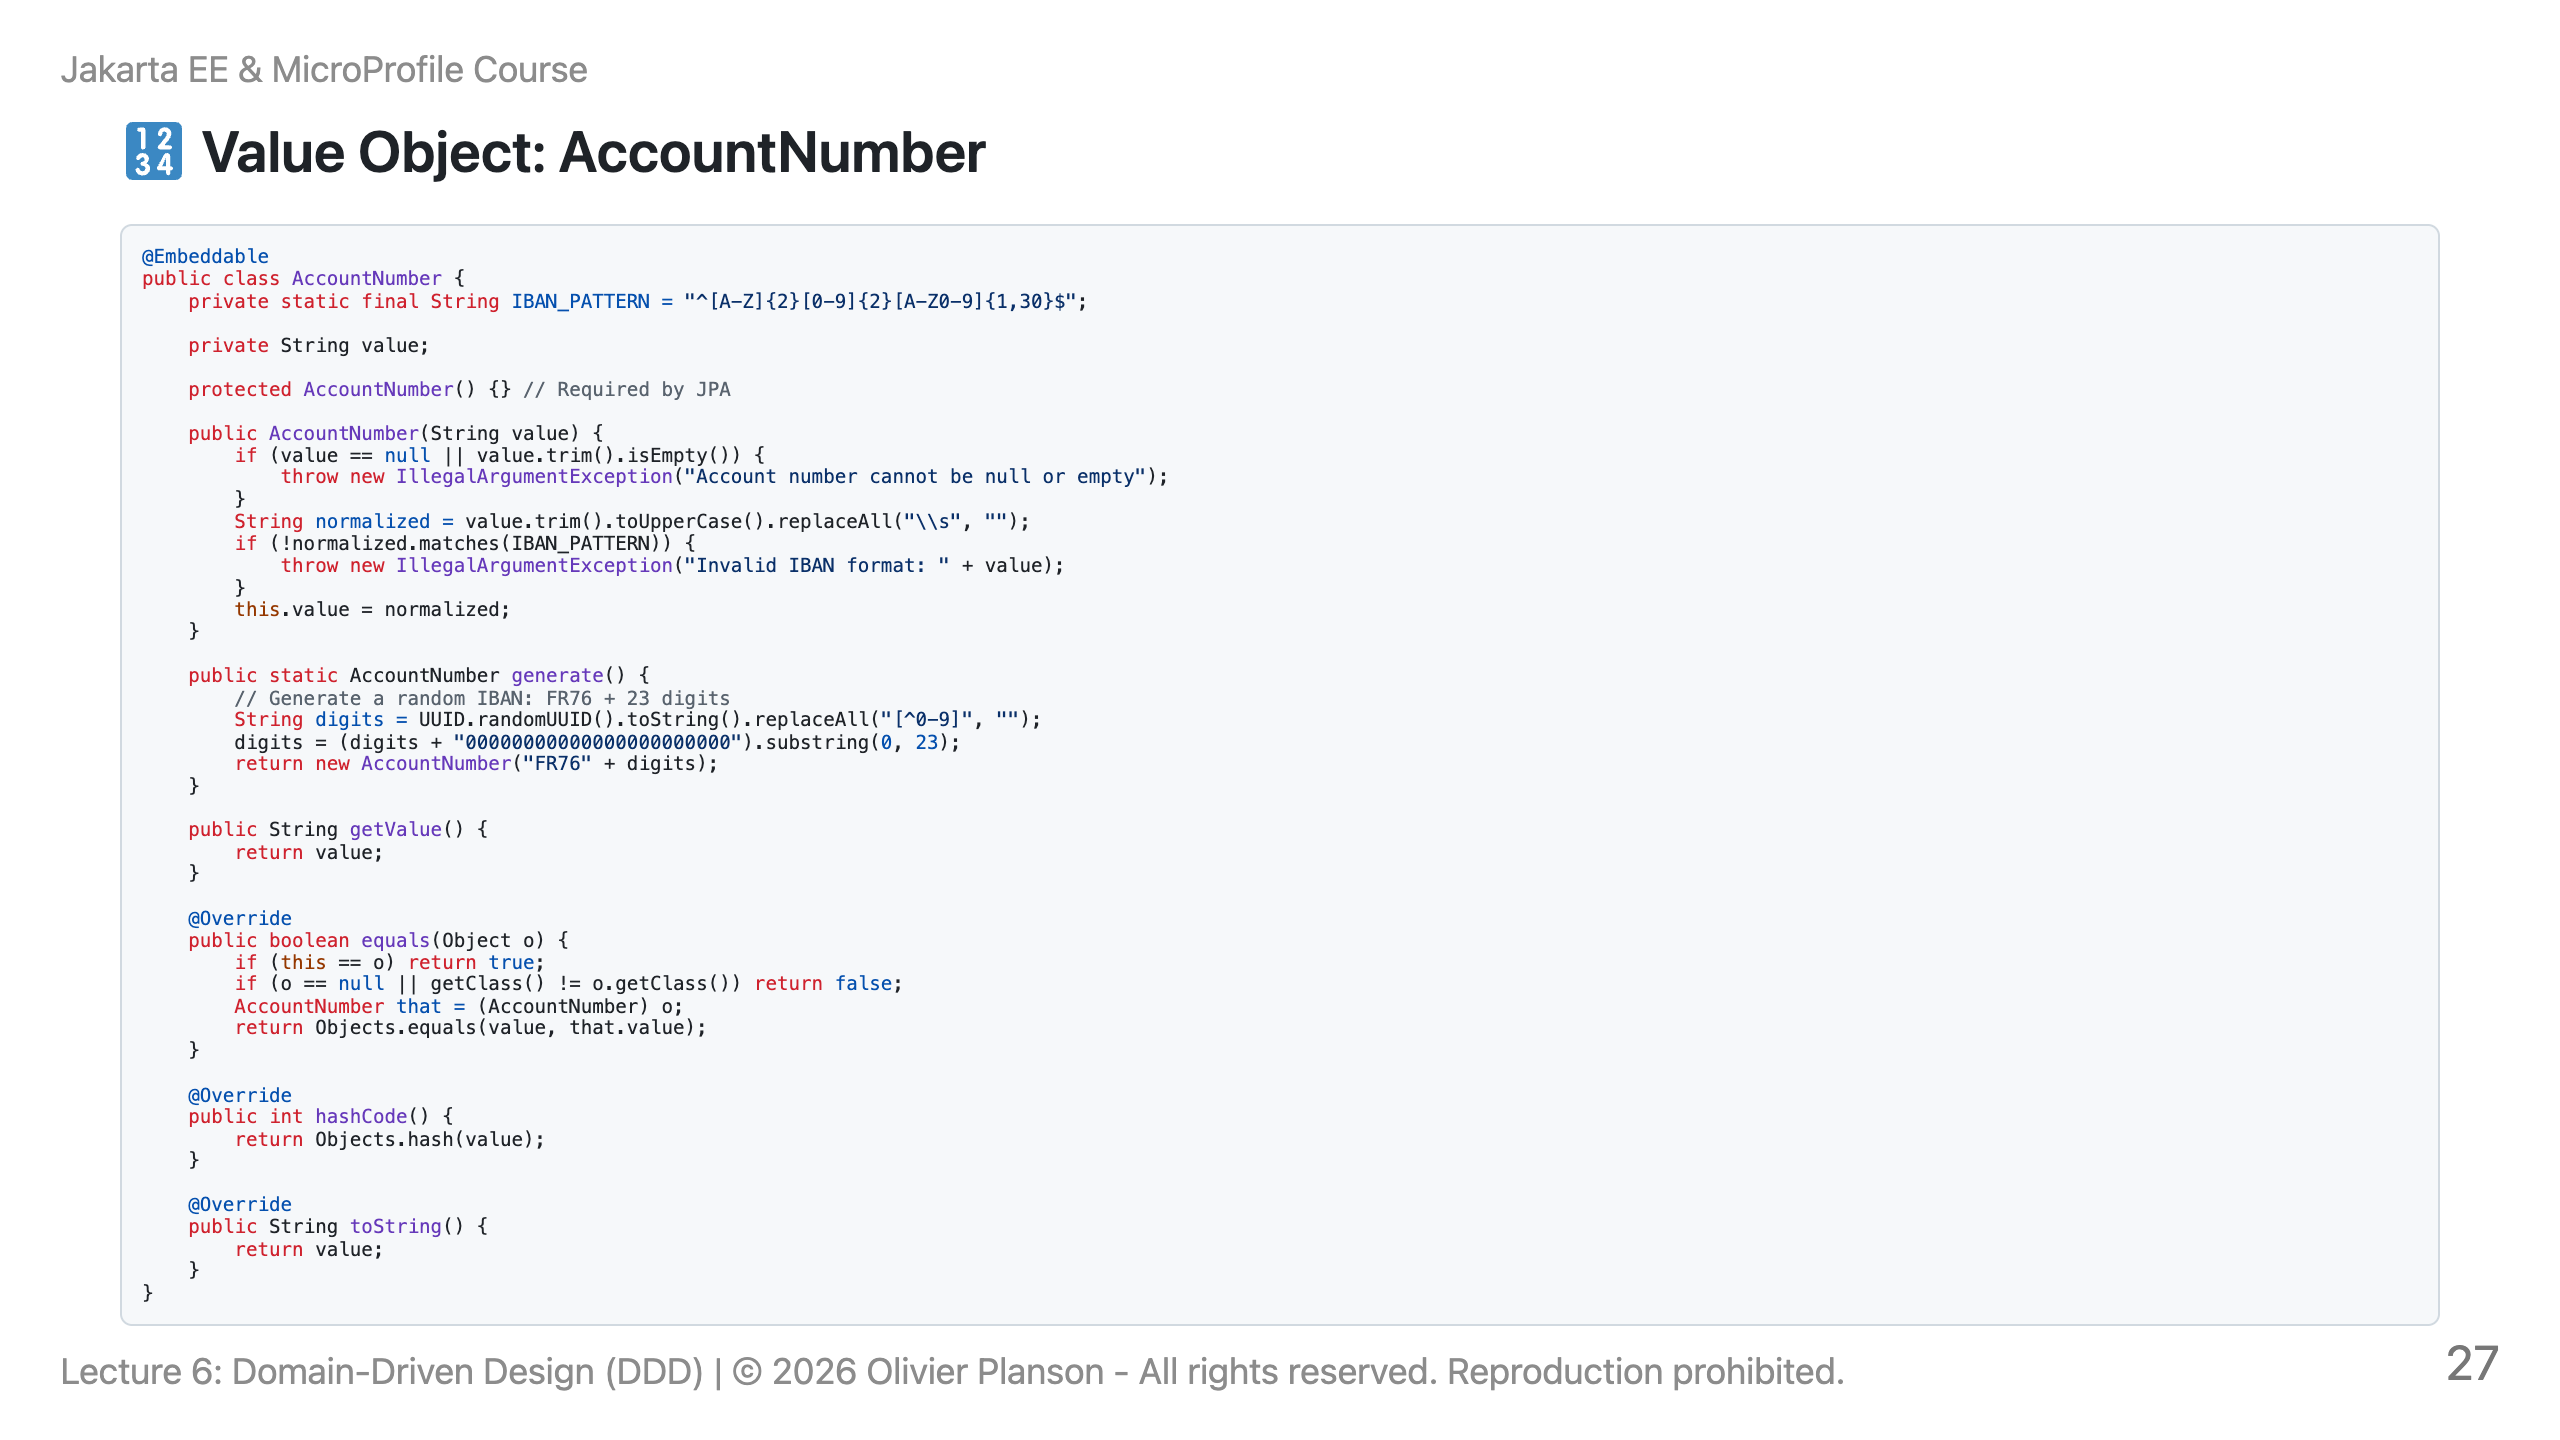 Jakarta EE & MicroProfile Course
🔢 Value Object: AccountNumber
@Embeddable
public class AccountNumber {
    private static final String IBAN_PATTERN = "^[A-Z]{2}[0-9]{2}[A-Z0-9]{1,30}$";

    private String value;

    protected AccountNumber() {} // Required by JPA

    public AccountNumber(String value) {
        if (value == null || value.trim().isEmpty()) {
            throw new IllegalArgumentException("Account number cannot be null or empty");
        }
        String normalized = value.trim().toUpperCase().replaceAll("\\s", "");
        if (!normalized.matches(IBAN_PATTERN)) {
            throw new IllegalArgumentException("Invalid IBAN format: " + value);
        }
        this.value = normalized;
    }

    public static AccountNumber generate() {
        // Generate a random IBAN: FR76 + 23 digits
        String digits = UUID.randomUUID().toString().replaceAll("[^0-9]", "");
        digits = (digits + "00000000000000000000000").substring(0, 23);
        return new AccountNumber("FR76" + digits);
    }

    public String getValue() {
        return value;
    }

    @Override
    public boolean equals(Object o) {
        if (this == o) return true;
        if (o == null || getClass() != o.getClass()) return false;
        AccountNumber that = (AccountNumber) o;
        return Objects.equals(value, that.value);
    }

    @Override
    public int hashCode() {
        return Objects.hash(value);
    }

    @Override
    public String toString() {
        return value;
    }
}
Lecture 6: Domain-Driven Design (DDD) | © 2026 Olivier Planson - All rights reserved. Reproduction prohibited.
27